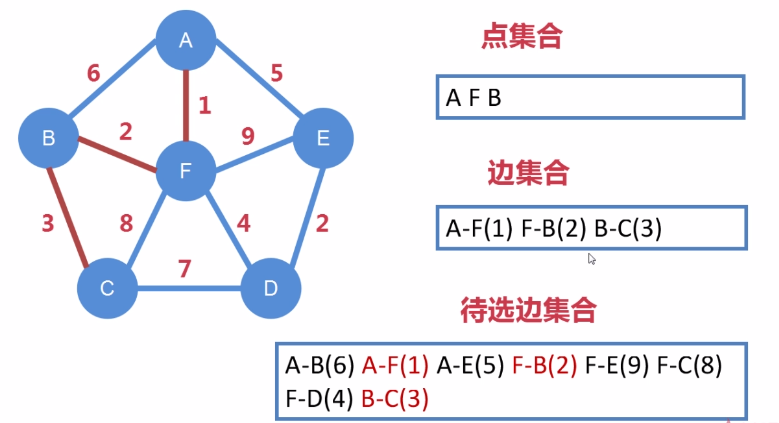 A
6
5
1
B
2
9
E
F
3
8
4
2
7
C
D
点集合
A F B
边集合
A-F(1) F-B(2) B-C(3)
待选边集合
A-B(6) A-F(1) A-E(5) F-B(2) F-E(9) F-C(8)
F-D(4) B-C(3)